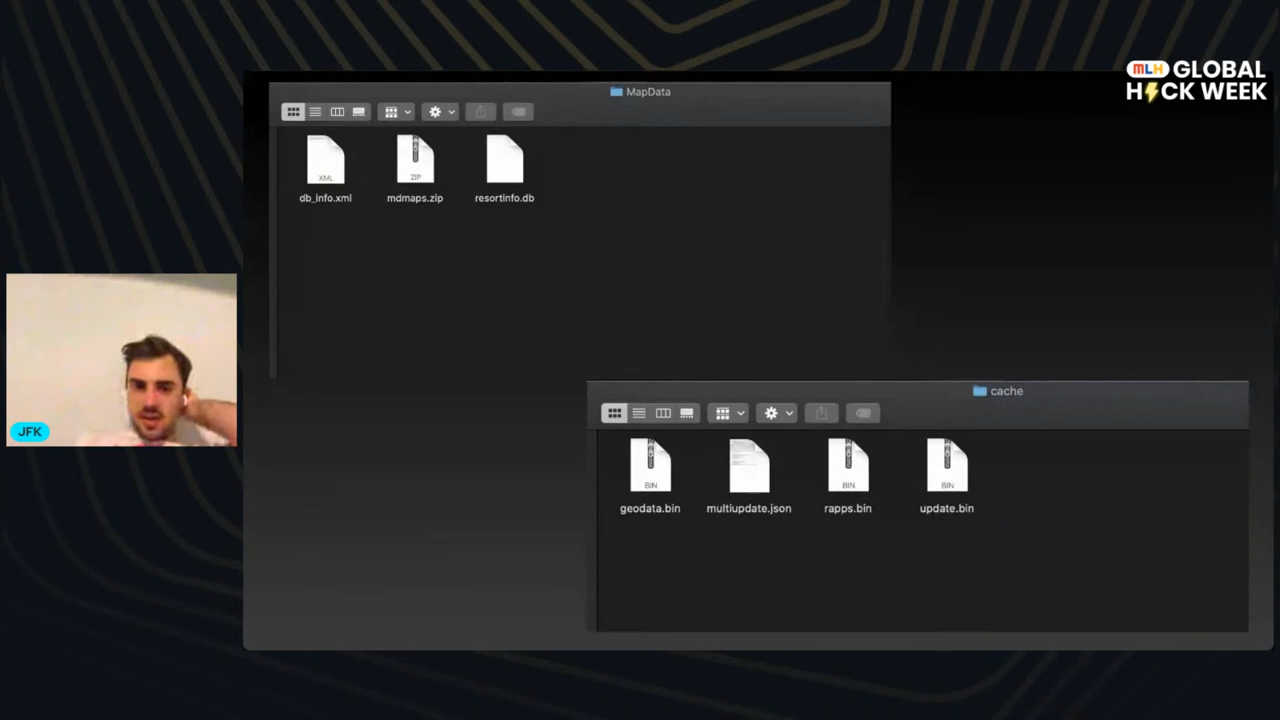 MLH GLOBAL
HACK WEEK
MapData
XML
ZIP
db_info.xml
mdmaps.zip
resortinfo.db
JFK
cache
BIN
BIN
BIN
geodata.bin
multiupdate.json
rapps.bin
update.bin